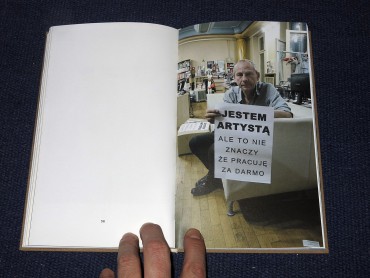 JESTEM
ARTYSTĄ
ALE TO NIE
ZNACZY
ŻE PRACUJĘ
ZA DARMO